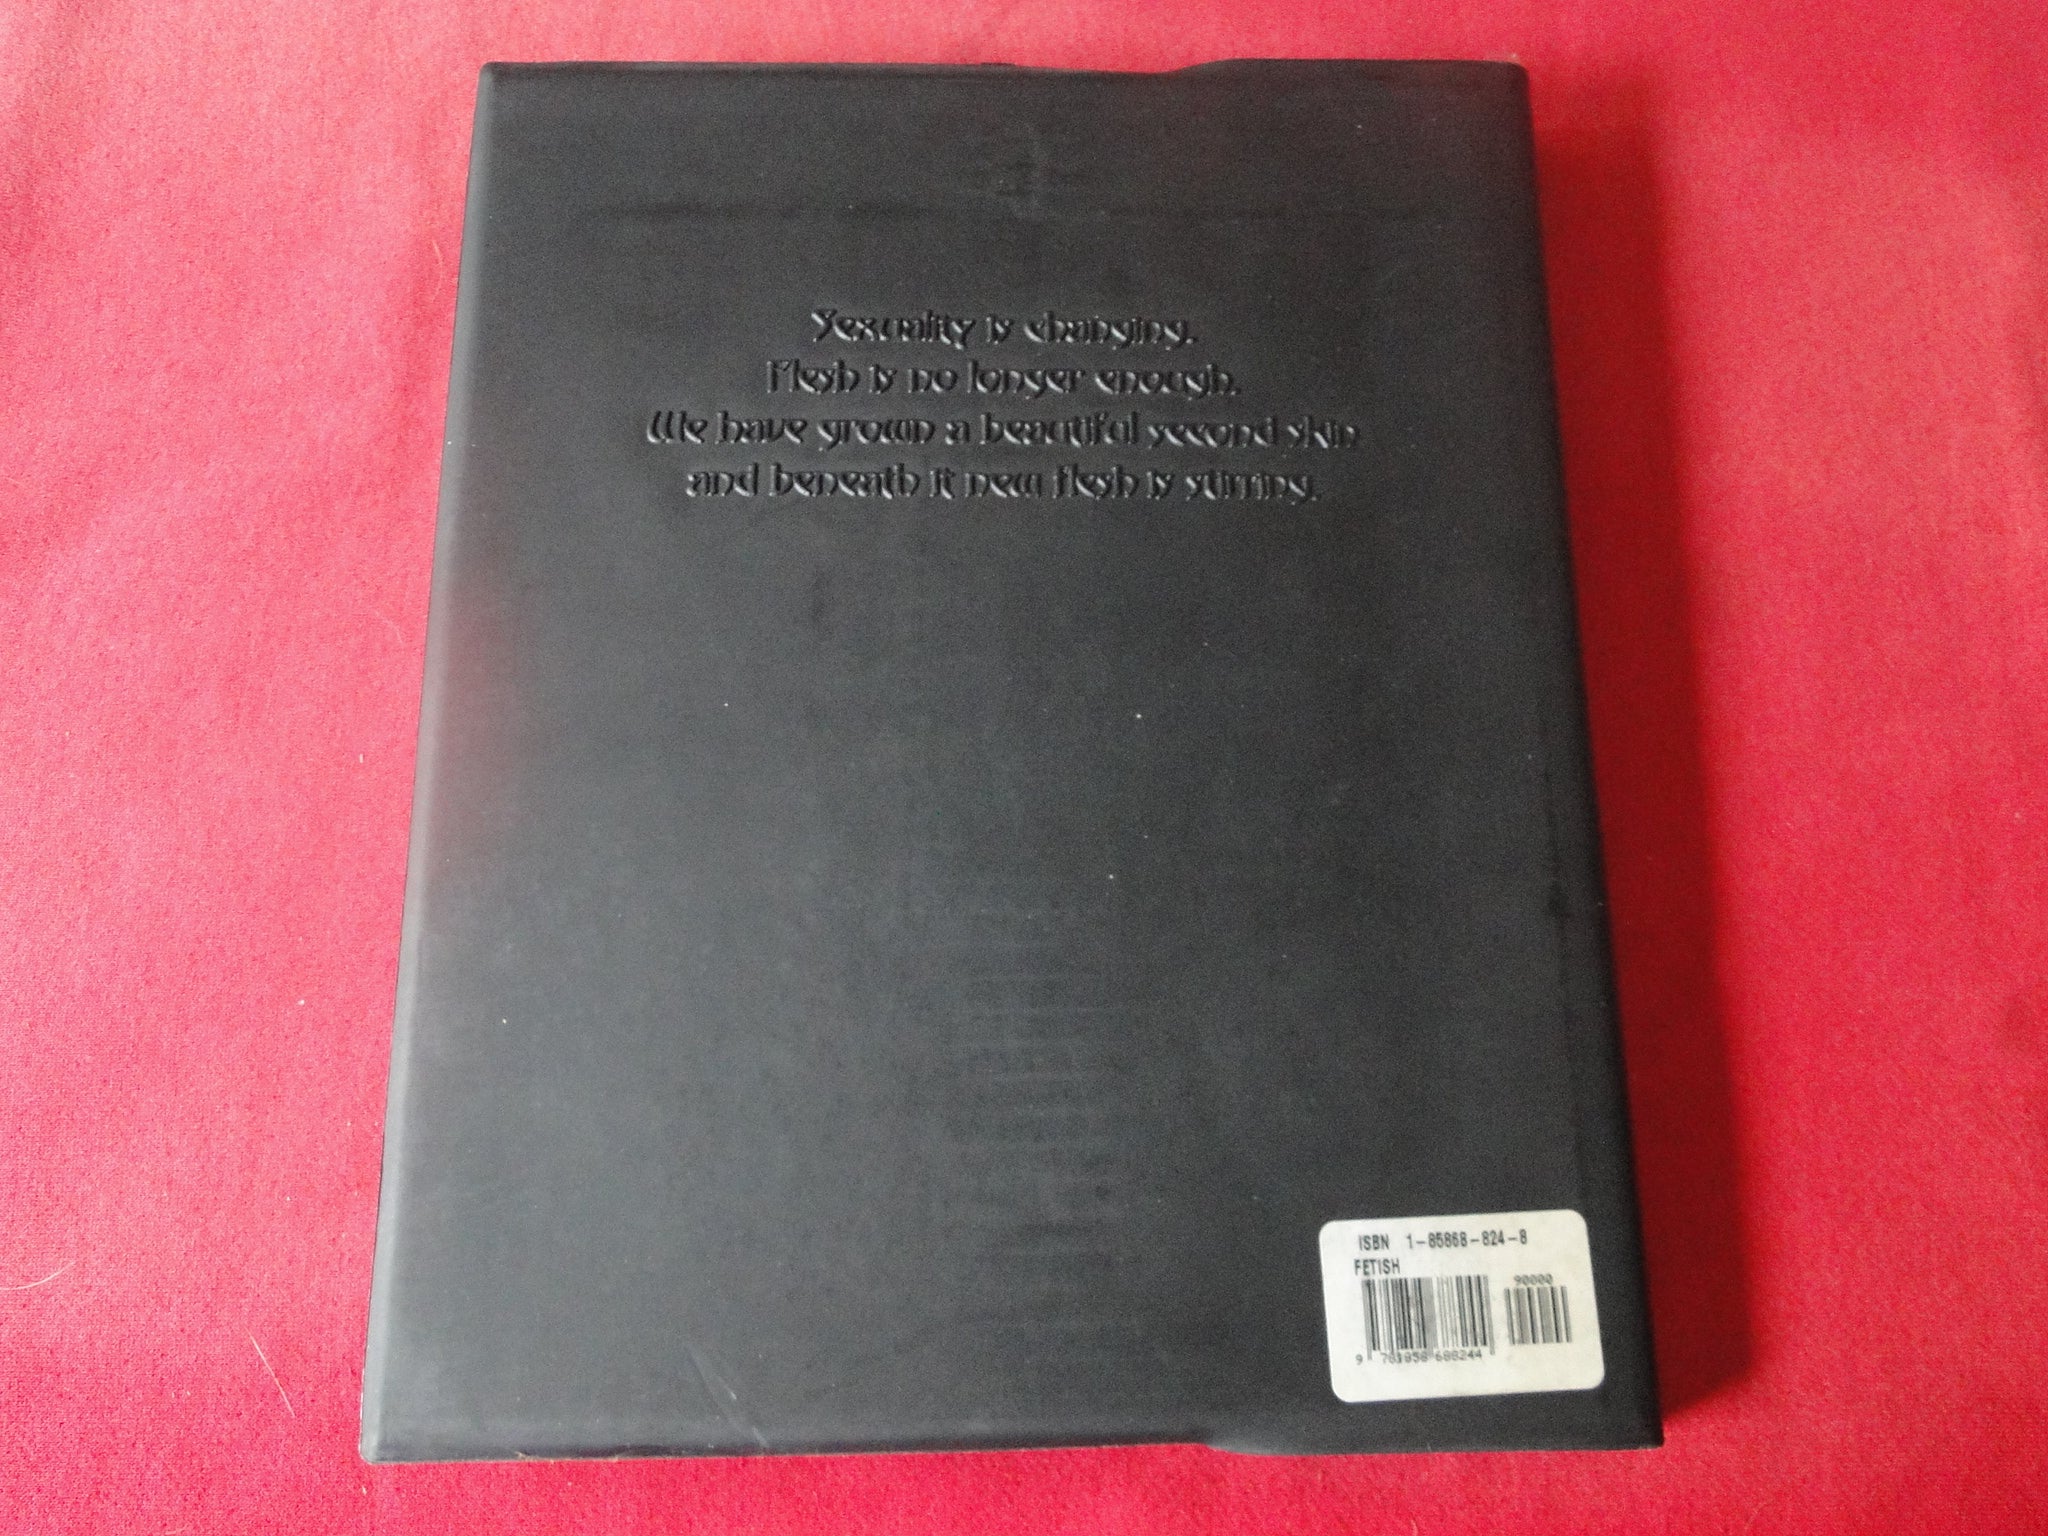 Sexuality is changing.
Flesh is no longer enough.
We have grown a beautiful second skin
and beneath it new flesh is stirring.
ISBN 1-85868-824-8
FETISH
90000
9 781858 688244